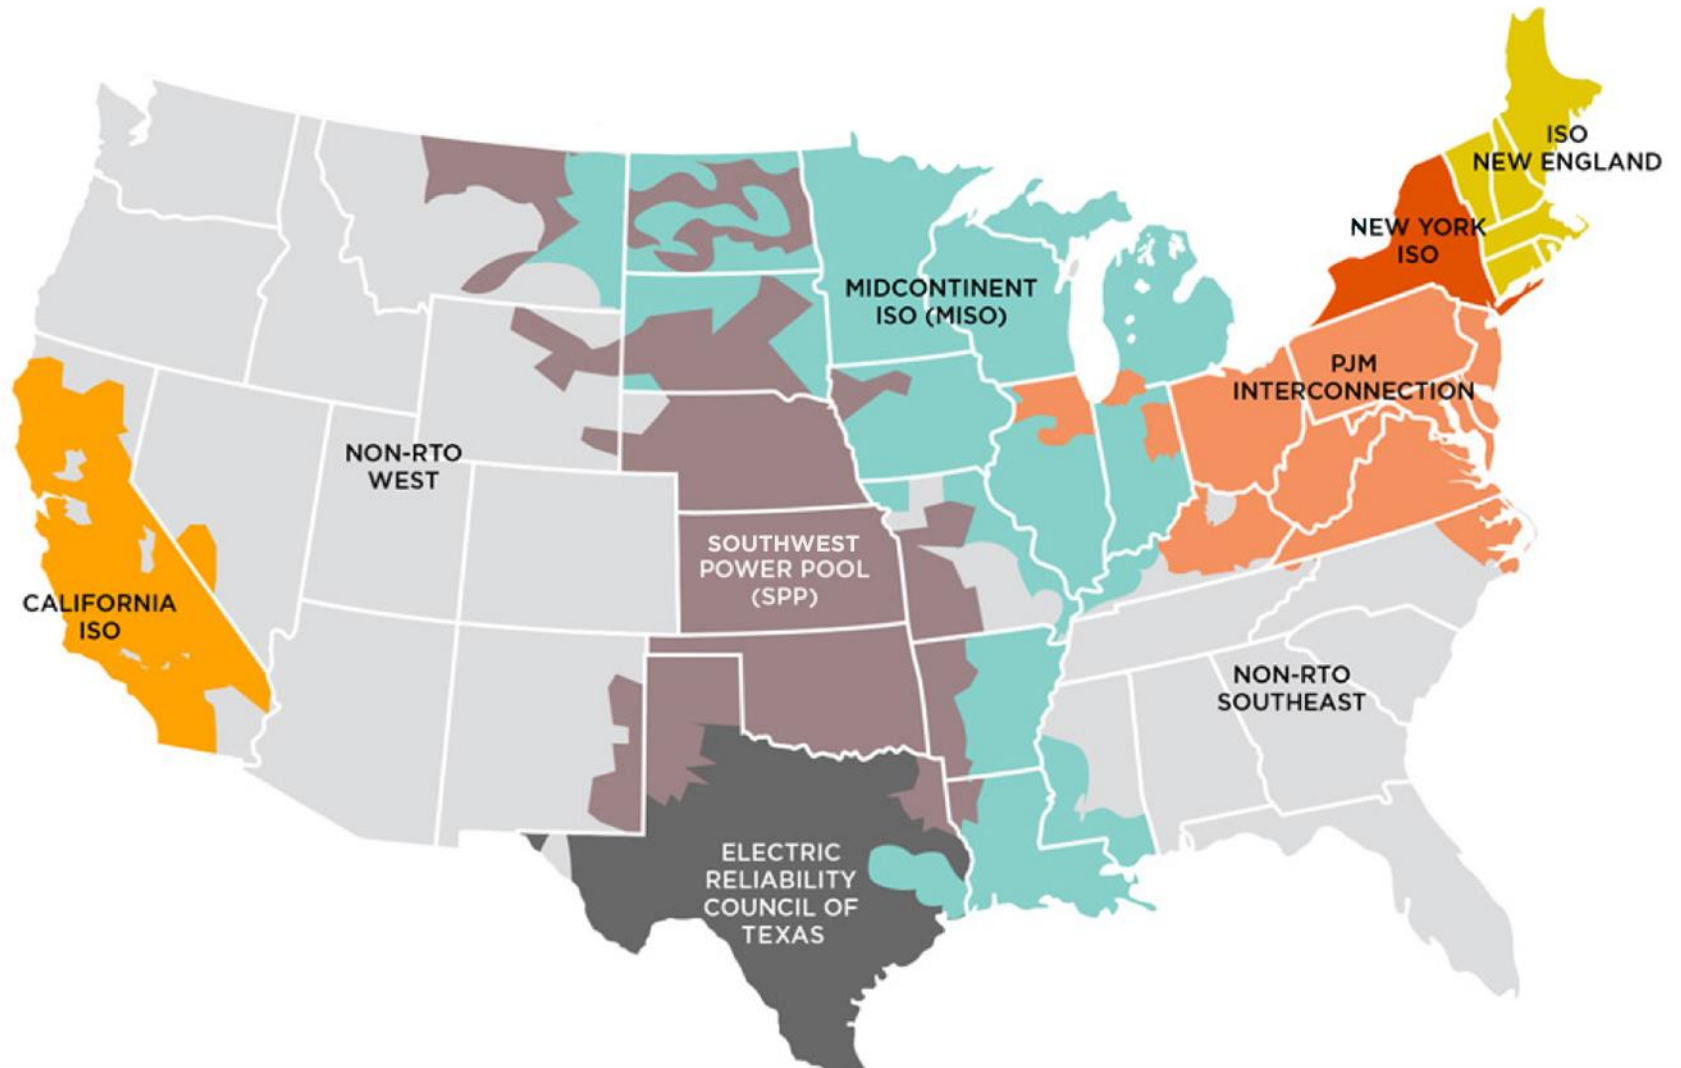 ISO
NEW ENGLAND
NEW YORK
ISO
MIDCONTINENT
ISO (MISO)
PJM
INTERCONNECTION
NON-RTO
WEST
SOUTHWEST
POWER POOL
(SPP)
CALIFORNIA
ISO
NON-RTO
SOUTHEAST
ELECTRIC
RELIABILITY
COUNCIL OF
TEXAS